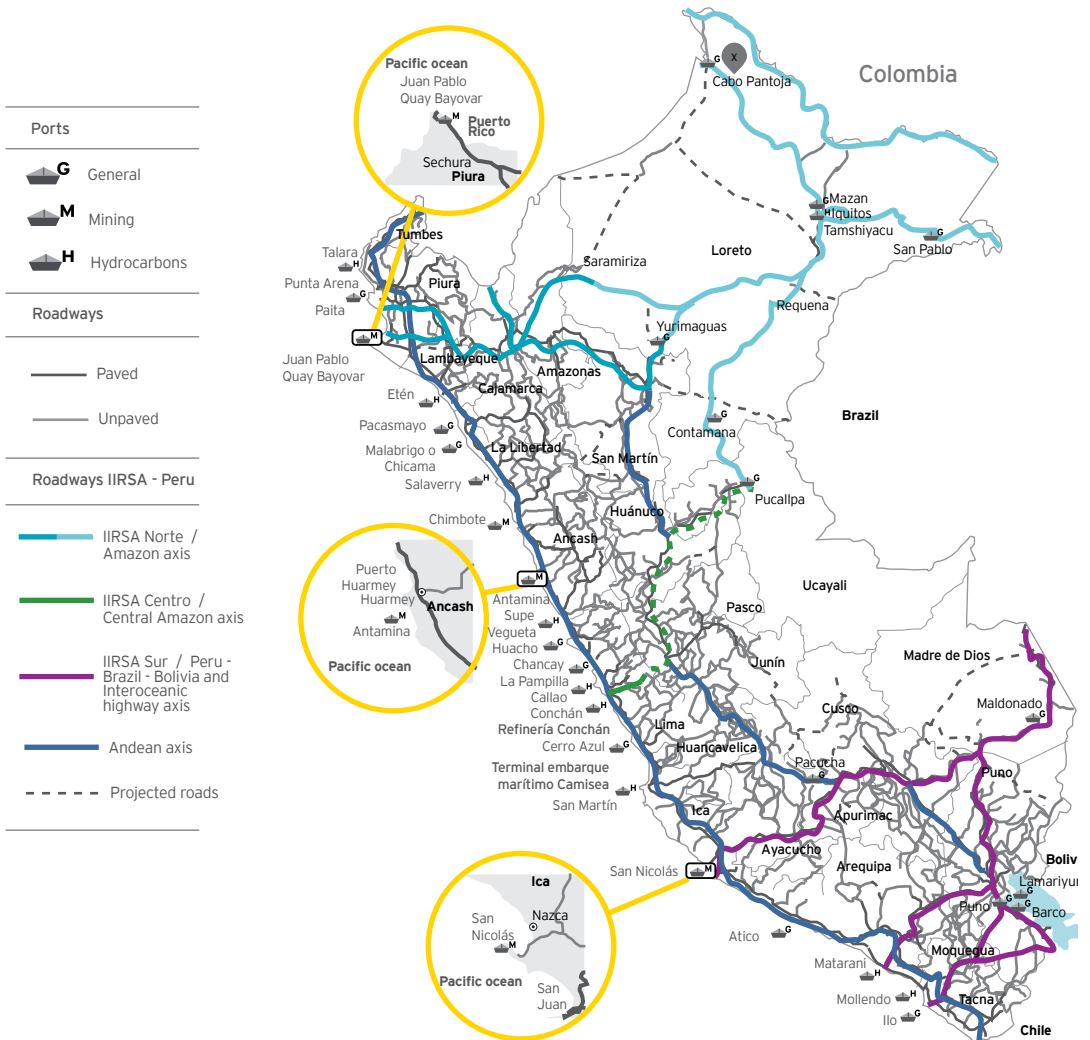 Ports
G
General
M
Mining
H
Hydrocarbons
Roadways
Paved
Unpaved
Roadways IIRSA - Peru
IIRSA Norte /
Amazon axis
IIRSA Centro /
Central Amazon axis
IIRSA Sur / Peru -
Brazil - Bolivia and
Interoceanic
highway axis
Andean axis
Projected roads
Pacific ocean
Juan Pablo
Quay Bayovar
M
Puerto
Rico
Sechura
Piura
G
X
Cabo Pantoja
Colombia
G
Mazan
H
Iquitos
Tamshiyacu
G
San Pablo
Loreto
Saramiriza
Requena
Tumbes
Talara
H
Punta Arena
G
Paita
Piura
M
Juan Pablo
Quay Bayovar
Yurimaguas
G
Lambayeque
Amazonas
Cajamarca
Etén
H
Brazil
Pacasmayo
G
Contamana
G
Malabrigo o
Chicama
G
La Libertad
San Martín
Salaverry
H
G
Pucallpa
Huánuco
Chimbote
M
Ancash
Puerto
Huarmey
Huarmey
Ancash
M
Antamina
Pacific ocean
M
Antamina
Supe
H
Vegueta
Huacho
G
Chancay
G
La Pampilla
H
Callao
Conchán
H
Refinería Conchán
Cerro Azul
G
Terminal embarque
marítimo Camisea
San Martín
H
Pasco
Ucayali
Junín
Madre de Dios
Maldonado
G
Cusco
Lima
Huancavelica
Pacucha
G
Puno
Ica
Apurimac
Ayacucho
Arequipa
San Nicolás
M
Ica
Nazca
San
Nicolás
M
Pacific ocean
San
Juan
Boliv
Lamariyur
G
Puno
G
G
Barco
Atico
G
Moquegua
Matarani
H
Mollendo
H
Ilo
G
Tacna
Chile